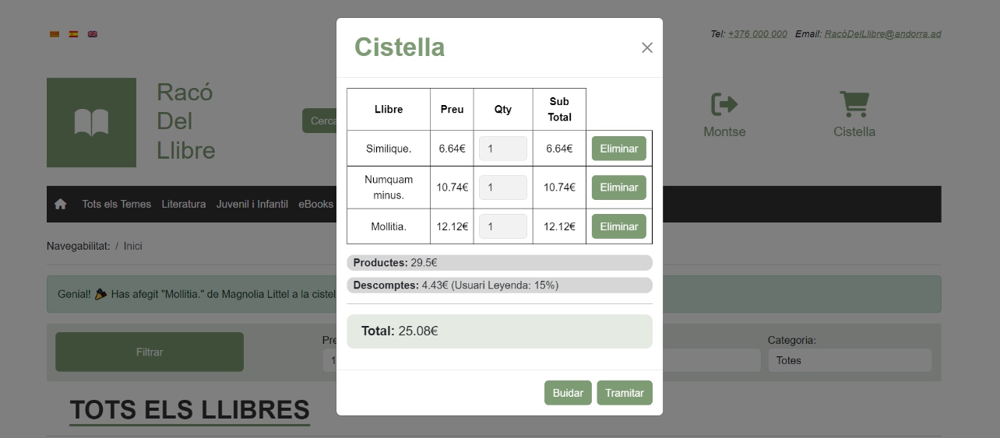 Tel: +376 000 000 Email: RacóDelLlibre@andorra.ad
Racó
Del
Llibre
Cerca
Montse
Cistella
Tots els Temes Literatura Juvenil i Infantil eBooks
Navegabilitat: / Inici
Genial! Has afegit "Mollitia." de Magnolia Littel a la cistel
Filtrar
Pre
1
Categoria:
Totes
TOTS ELS LLIBRES
Cistella
Llibre Preu Qty Sub
Total
Similique. 6.64€ 1 6.64€ Eliminar
Numquam
minus. 10.74€ 1 10.74€ Eliminar
Mollitia. 12.12€ 1 12.12€ Eliminar
Productes: 29.5€
Descomptes: 4.43€ (Usuari Leyenda: 15%)
Total: 25.08€
Buidar Tramitar